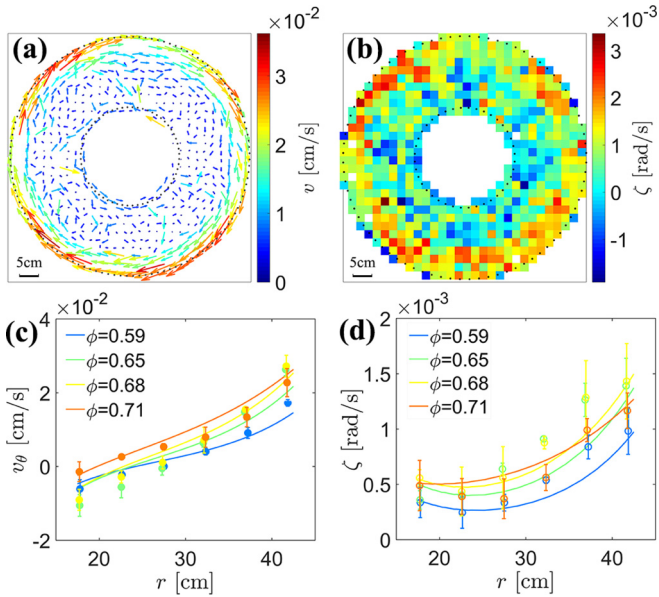 ×10⁻²
×10⁻³
(a)
(b)
3
2
1
0
v [cm/s]
3
2
1
0
-1
ζ [rad/s]
5cm
5cm
×10⁻²
×10⁻³
(c)
(d)
ϕ=0.59
ϕ=0.65
ϕ=0.68
ϕ=0.71
ϕ=0.59
ϕ=0.65
ϕ=0.68
ϕ=0.71
4
2
0
-2
v_θ [cm/s]
2
1.5
1
0.5
0
ζ [rad/s]
20 30 40
20 30 40
r [cm]
r [cm]